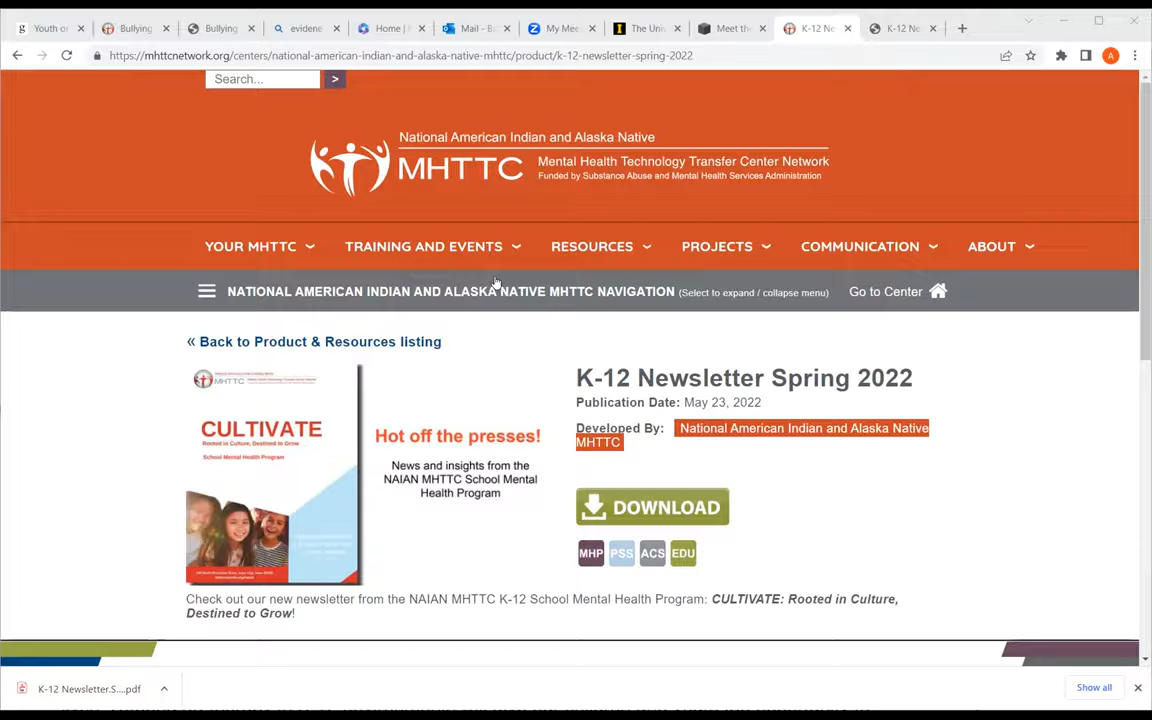 Youth or
Bullying
Bullying
evidene
Home |
Mail – B
My Mee
The Uni
Meet the
K-12 Ne
K-12 Ne
https://mhttcnetwork.org/centers/national-american-indian-and-alaska-native-mhttc/product/k-12-newsletter-spring-2022
A
Search...
>
National American Indian and Alaska Native
MHTTC
Mental Health Technology Transfer Center Network
Funded by Substance Abuse and Mental Health Services Administration
YOUR MHTTC TRAINING AND EVENTS RESOURCES PROJECTS COMMUNICATION ABOUT
NATIONAL AMERICAN INDIAN AND ALASKA NATIVE MHTTC NAVIGATION (Select to expand / collapse menu) Go to Center
« Back to Product & Resources listing
MHTTC
CULTIVATE
Rooted in Culture, Destined to Grow
School Mental Health Program
Hot off the presses!
News and insights from the
NAIAN MHTTC School Mental
Health Program
K-12 Newsletter Spring 2022
Publication Date: May 23, 2022
Developed By: National American Indian and Alaska Native
MHTTC
DOWNLOAD
MHP PSS ACS EDU
Check out our new newsletter from the NAIAN MHTTC K-12 School Mental Health Program: CULTIVATE: Rooted in Culture,
Destined to Grow!
K-12 Newsletter.S....pdf
Show all